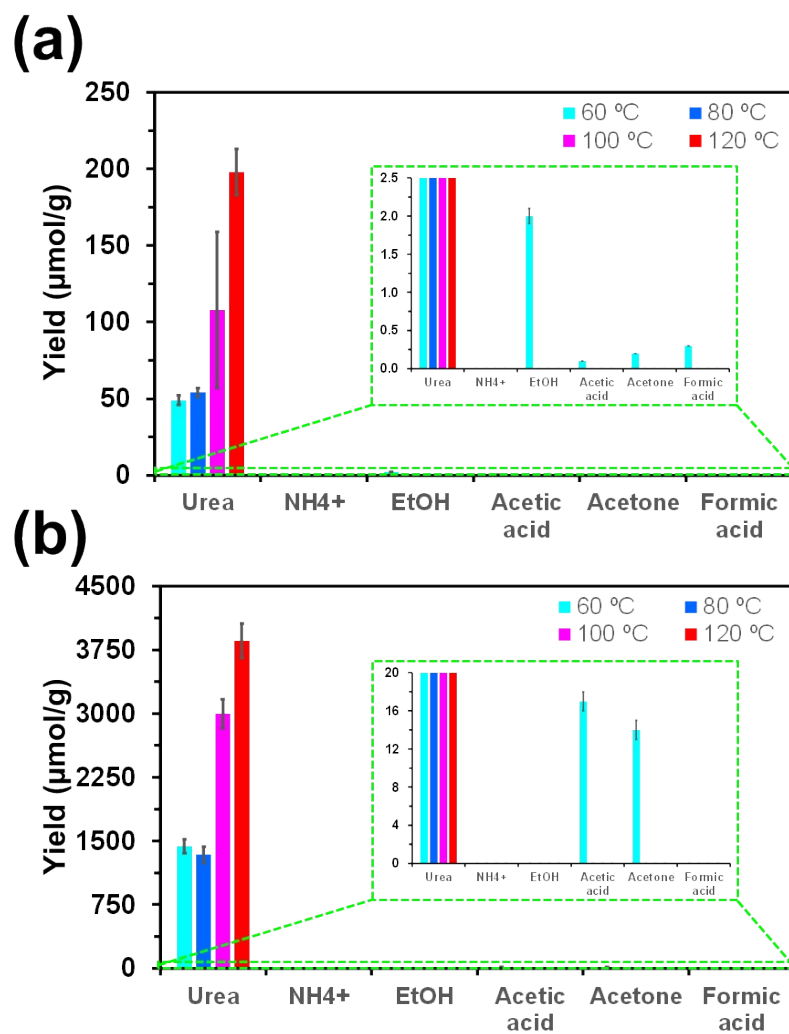 (a)
Yield (µmol/g)
250
200
150
100
50
0
60 ºC
80 ºC
100 ºC
120 ºC
2.5
2.0
1.5
1.0
0.5
0.0
Urea NH4+ EtOH Acetic acid Acetone Formic acid
Urea NH4+ EtOH Acetic acid Acetone Formic acid
(b)
Yield (µmol/g)
4500
3750
3000
2250
1500
750
0
60 ºC
80 ºC
100 ºC
120 ºC
20
16
12
8
4
0
Urea NH4+ EtOH Acetic acid Acetone Formic acid
Urea NH4+ EtOH Acetic acid Acetone Formic acid